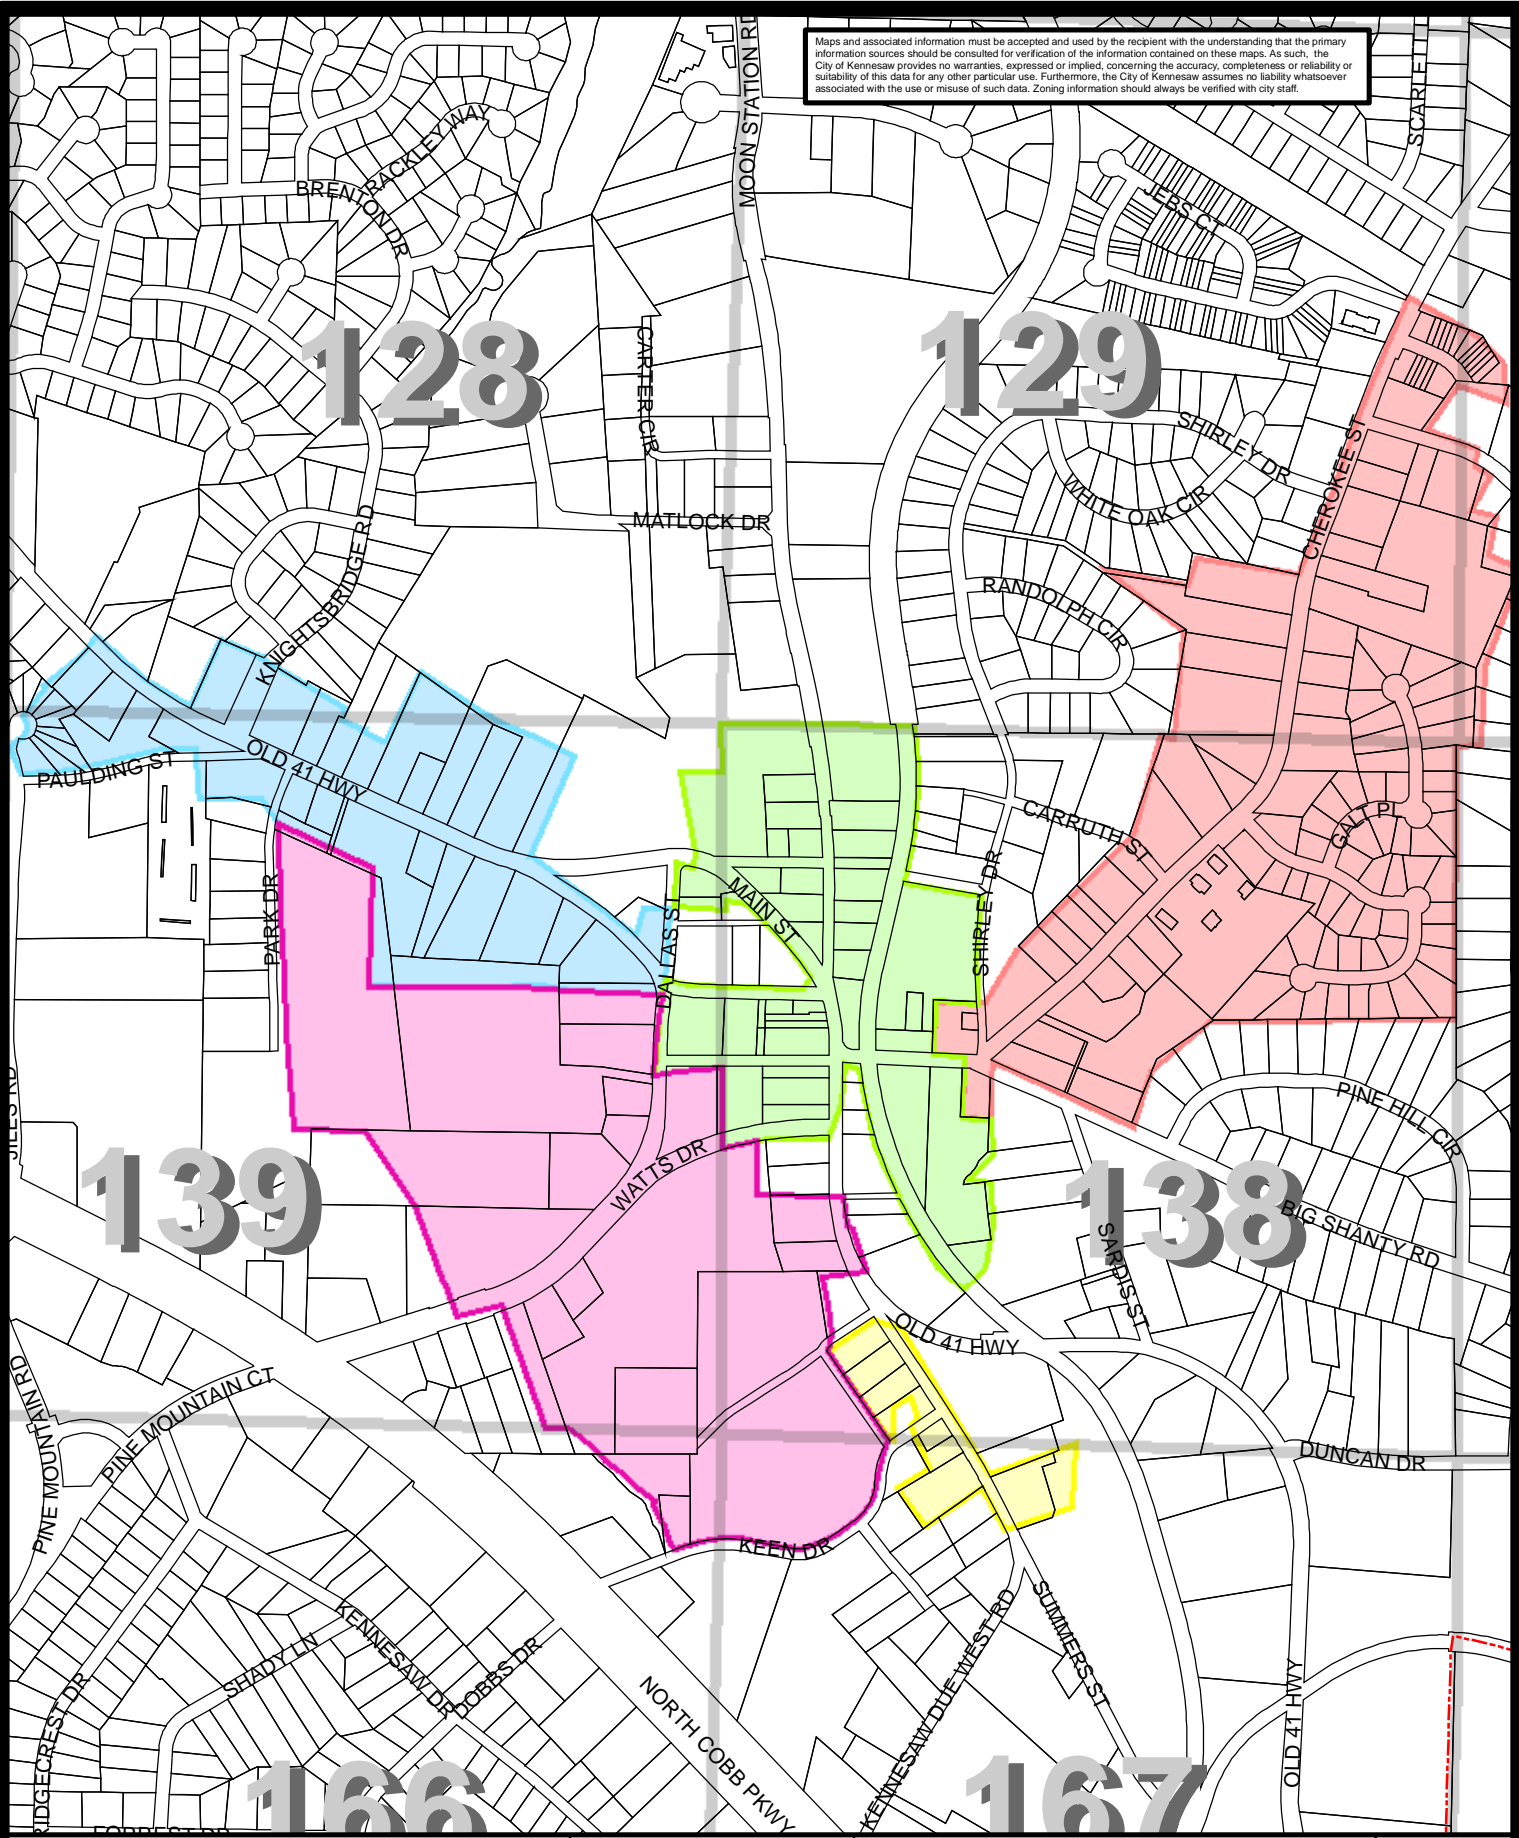 Maps and associated information must be accepted and used by the recipient with the understanding that the primary
information sources should be consulted for verification of the information contained on these maps. As such, the
City of Kennesaw provides no warranties, expressed or implied, concerning the accuracy, completeness or reliability or
suitability of this data for any other particular use. Furthermore, the City of Kennesaw assumes no liability whatsoever
associated with the use or misuse of such data. Zoning information should always be verified with city staff.
MOON STATION RD
SCARLET
RACKLEY WAY
BRENTON DR
JEBS CT
128
129
CARTER CIR
SHIRLEY DR
WHITE OAK CIR
CHEROKEE ST
MATLOCK DR
KNIGHTSBRIDGE RD
RANDOLPH CIR
OLD 41 HWY
PAULDING ST
CARRUTH ST
GALT PL
MAIN ST
PARK DR
DALLAS ST
SHIRLEY DR
PINE HILL CIR
139
138
WATTS DR
BIG SHANTY RD
SARDIS ST
OLD 41 HWY
PINE MOUNTAIN RD
PINE MOUNTAIN CT
DUNCAN DR
KEEN DR
KENNESAW DR
SHADY LN
DOBBS DR
KENNESAW DUE WEST RD
SUMMERS ST
RIDGECREST DR
NORTH COBB PKWY
OLD 41 HWY
166
167
FORREST DR